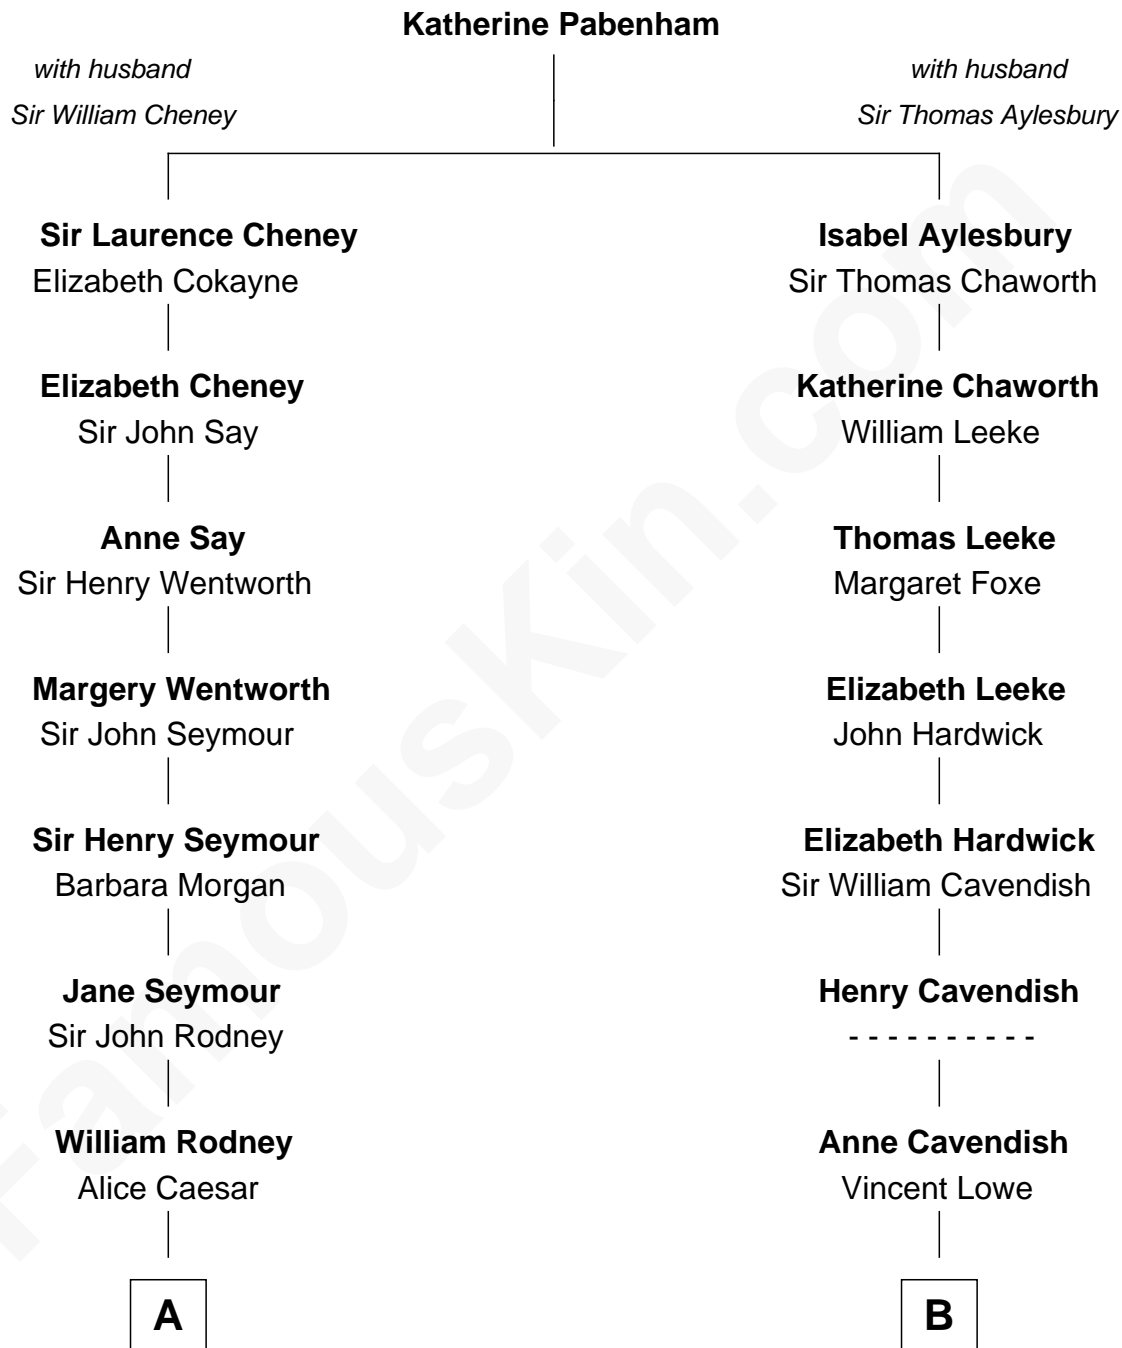 Katherine Pabenham
with husband
Sir William Cheney
with husband
Sir Thomas Aylesbury
Sir Laurence Cheney
Elizabeth Cokayne
Elizabeth Cheney
Sir John Say
Anne Say
Sir Henry Wentworth
Margery Wentworth
Sir John Seymour
Sir Henry Seymour
Barbara Morgan
Jane Seymour
Sir John Rodney
William Rodney
Alice Caesar
A
Isabel Aylesbury
Sir Thomas Chaworth
Katherine Chaworth
William Leeke
Thomas Leeke
Margaret Foxe
Elizabeth Leeke
John Hardwick
Elizabeth Hardwick
Sir William Cavendish
Henry Cavendish
- - - - - - - - - -
Anne Cavendish
Vincent Lowe
B
FamousKin.com